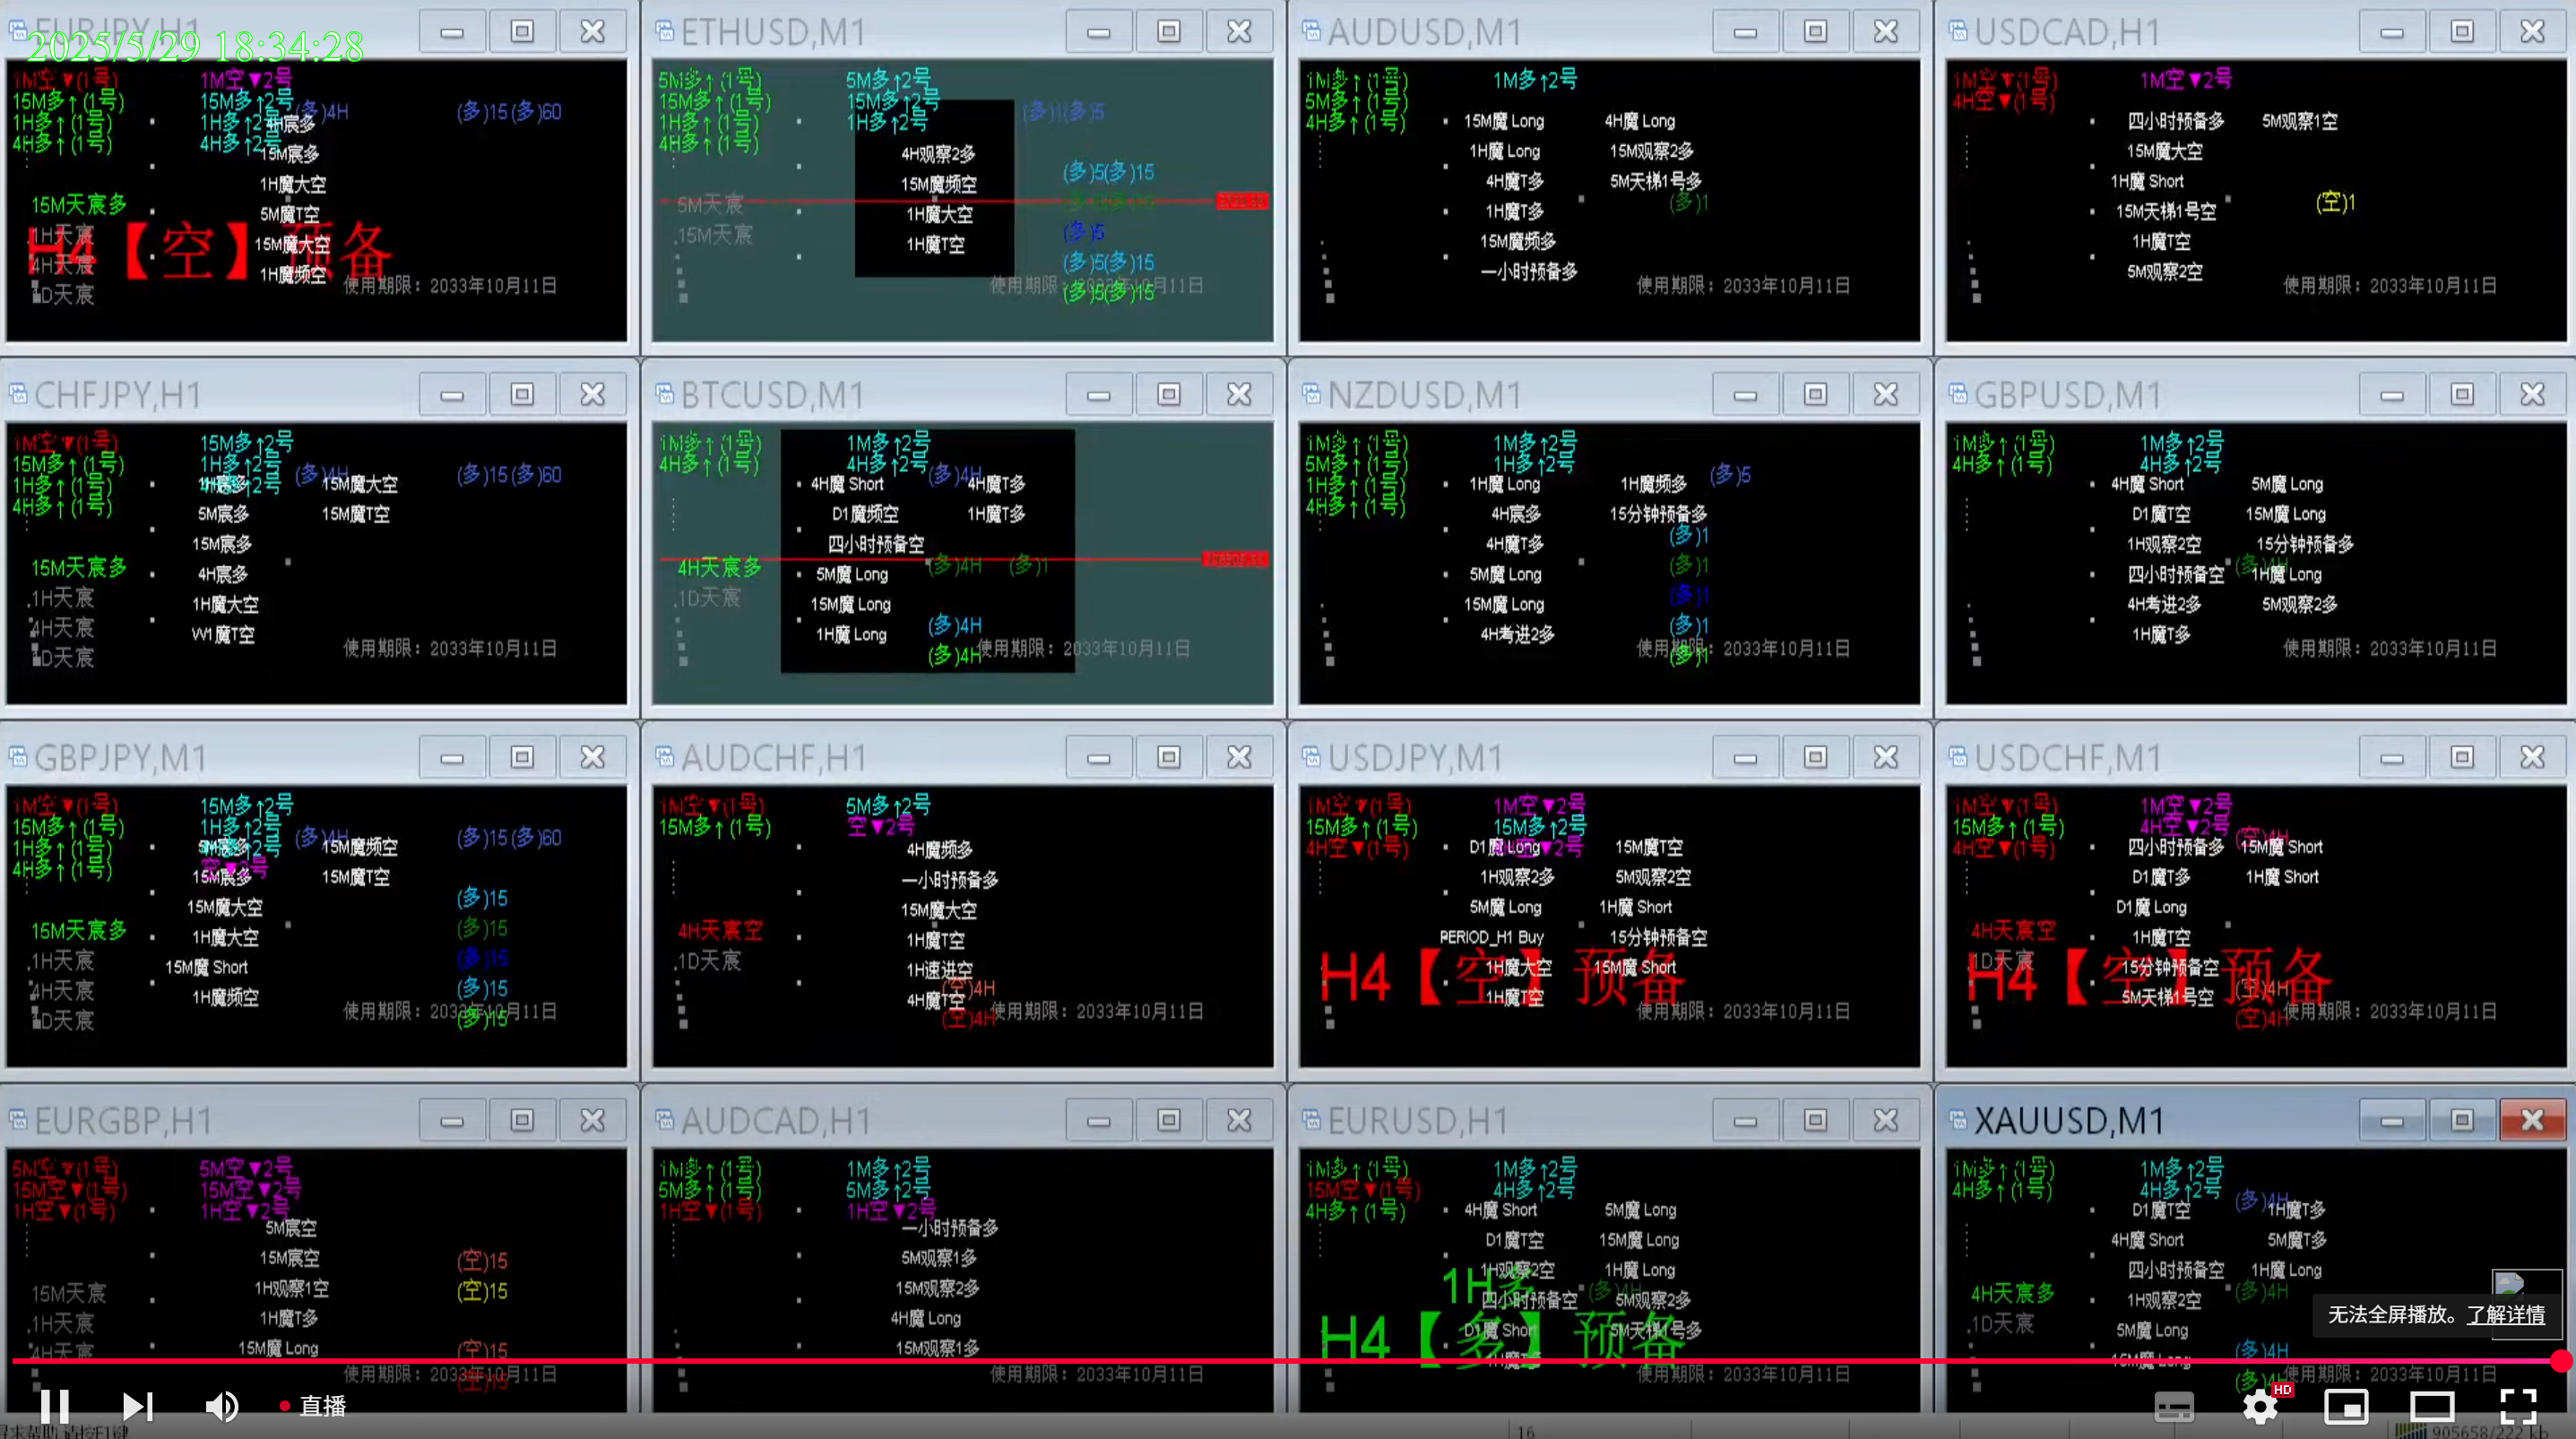 2025/5/29 18:34:28
EURJPY,H1
1M空▼(1号)
1M空▼2号
15M多↑(1号)
15M多↑2号
(多)4H
(多)15(多)60
1H多↑(1号)
1H多↑2号
4H宸多
4H多↑(1号)
4H多↑2号
15M宸多
1H魔大空
15M天宸多
5M魔T空
1H天宸
15M魔大空
H4【空】预备
4H天宸
1H魔频空
1D天宸
使用期限：2033年10月11日
ETHUSD,M1
5M多↑(1号)
5M多↑2号
15M多↑(1号)
15M多↑2号
1H多↑(1号)
1H多↑2号
4H多↑(1号)
4H观察2多
(多)5(多)15
15M魔频空
5M天宸
1H魔大空
(多)5
15M天宸
1H魔T空
(多)5(多)15
(多)5(多)15
使用期限：2033年10月11日
AUDUSD,M1
1M多↑(1号)
1M多↑2号
5M多↑(1号)
4H多↑(1号)
15M魔 Long
4H魔 Long
1H魔 Long
15M观察2多
4H魔T多
5M天梯1号多
1H魔T多
(多)1
15M魔频多
一小时预备多
使用期限：2033年10月11日
USDCAD,H1
1M空▼(1号)
1M空▼2号
4H空▼(1号)
四小时预备多
5M观察1空
15M魔大空
1H魔 Short
15M天梯1号空
(空)1
1H魔T空
5M观察2空
使用期限：2033年10月11日
CHFJPY,H1
1M空▼(1号)
15M多↑2号
15M多↑(1号)
1H多↑2号
(多)4H
(多)15(多)60
1H多↑(1号)
4H多↑2号
15M魔大空
4H多↑(1号)
5M宸多
15M魔T空
15M宸多
15M天宸多
4H宸多
1H天宸
1H魔大空
4H天宸
W1魔T空
1D天宸
使用期限：2033年10月11日
BTCUSD,M1
1M多↑(1号)
1M多↑2号
4H多↑(1号)
4H多↑2号
(多)4H
4H魔 Short
4H魔T多
D1魔频空
1H魔T多
四小时预备空
4H天宸多
5M魔 Long
(多)4H
(多)1
1D天宸
15M魔 Long
1H魔 Long
(多)4H
(多)4H
使用期限：2033年10月11日
NZDUSD,M1
1M多↑(1号)
1M多↑2号
5M多↑(1号)
1H多↑2号
(多)5
1H多↑(1号)
1H魔 Long
1H魔频多
4H多↑(1号)
4H宸多
15分钟预备多
4H魔T多
(多)1
5M魔 Long
(多)1
15M魔 Long
(多)1
4H考进2多
(多)1
(多)1
使用期限：2033年10月11日
GBPUSD,M1
1M多↑(1号)
1M多↑2号
4H多↑(1号)
4H多↑2号
4H魔 Short
5M魔 Long
D1魔T空
15M魔 Long
1H观察2空
15分钟预备多
四小时预备空
(多)4H
1H魔 Long
4H考进2多
5M观察2多
1H魔T多
使用期限：2033年10月11日
GBPJPY,M1
1M空▼(1号)
15M多↑2号
15M多↑(1号)
1H多↑2号
(多)4H
(多)15(多)60
1H多↑(1号)
15M魔频空
4H多↑(1号)
空▼2号
15M宸多
15M魔T空
(多)15
15M魔大空
15M天宸多
1H魔大空
(多)15
1H天宸
15M魔 Short
(多)15
4H天宸
1H魔频空
(多)15
1D天宸
(多)15
使用期限：2033年10月11日
AUDCHF,H1
1M空▼(1号)
5M多↑2号
15M多↑(1号)
空▼2号
4H魔频多
一小时预备多
15M魔大空
4H天宸空
1H魔T空
1D天宸
1H速进空
(空)4H
4H魔T空
(空)4H
使用期限：2033年10月11日
USDJPY,M1
1M空▼(1号)
1M空▼2号
15M多↑(1号)
15M多↑2号
4H空▼(1号)
D1魔 Long
15M魔T空
1H观察2多
5M观察2空
5M魔 Long
1H魔 Short
PERIOD_H1 Buy
15分钟预备空
1H魔大空
15M魔 Short
H4【空】预备
1H魔T空
使用期限：2033年10月11日
USDCHF,M1
1M空▼(1号)
1M空▼2号
15M多↑(1号)
4H空▼2号
(空)4H
4H空▼(1号)
四小时预备多
15M魔 Short
D1魔T多
1H魔 Short
D1魔 Long
4H天宸空
1H魔T空
1D天宸
15分钟预备空
H4【空】预备
5M天梯1号空
(空)4H
(空)4H
使用期限：2033年10月11日
EURGBP,H1
5M空▼(1号)
5M空▼2号
15M空▼(1号)
15M空▼2号
1H空▼(1号)
1H空▼2号
5M宸空
15M宸空
(空)15
15M天宸
1H观察1空
(空)15
1H天宸
1H魔T多
4H天宸
15M魔 Long
(空)15
使用期限：2033年10月11日
AUDCAD,H1
1M多↑(1号)
1M多↑2号
5M多↑(1号)
5M多↑2号
1H空▼(1号)
1H空▼2号
一小时预备多
5M观察1多
15M观察2多
4H魔 Long
15M观察1多
使用期限：2033年10月11日
EURUSD,H1
1M多↑(1号)
1M多↑2号
15M空▼(1号)
4H多↑2号
4H多↑(1号)
4H魔 Short
5M魔 Long
D1魔T空
15M魔 Long
1H观察2空
1H魔 Long
1H多
(多)4H
四小时预备空
5M观察2多
D1魔 Short
5M天梯1号多
H4【多】预备
使用期限：2033年10月11日
XAUUSD,M1
1M多↑(1号)
1M多↑2号
4H多↑(1号)
4H多↑2号
(多)4H
D1魔T空
1H魔T多
4H魔 Short
5M魔T多
四小时预备空
1H魔 Long
4H天宸多
1H观察2空
(多)4H
1D天宸
5M魔 Long
(多)4H
使用期限：2033年10月11日
无法全屏播放。了解详情
直播
HD
16
905658/222 kb